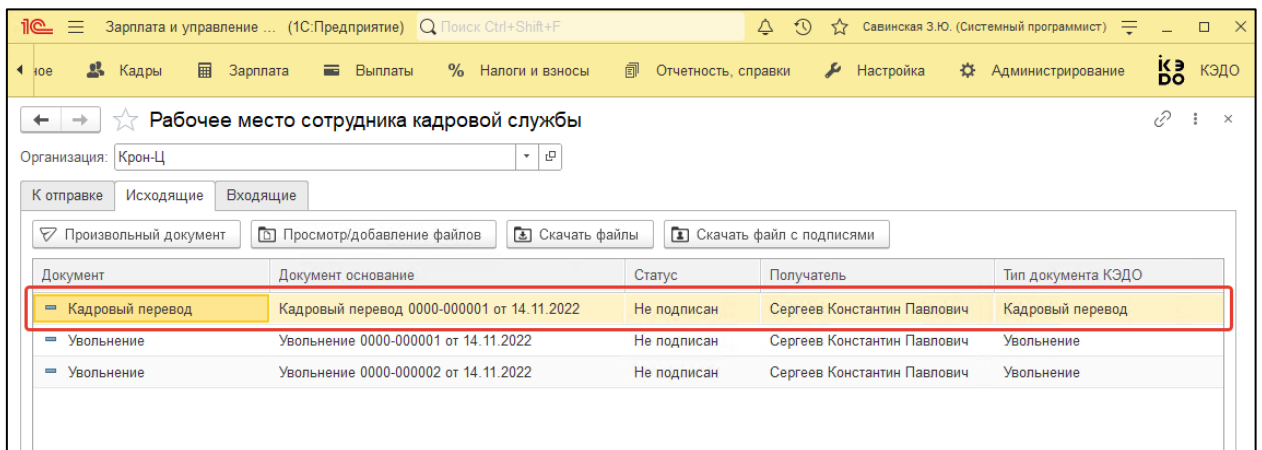 1С Зарплата и управление ... (1С:Предприятие) Поиск Ctrl+Shift+F Савинская З.Ю. (Системный программист)
ное Кадры Зарплата Выплаты % Налоги и взносы Отчетность, справки Настройка Администрирование КЭДО КЭДО
Рабочее место сотрудника кадровой службы
Организация: Крон-Ц
К отправке Исходящие Входящие
Произвольный документ Просмотр/добавление файлов Скачать файлы Скачать файл с подписями
Документ Документ основание Статус Получатель Тип документа КЭДО
Кадровый перевод Кадровый перевод 0000-000001 от 14.11.2022 Не подписан Сергеев Константин Павлович Кадровый перевод
Увольнение Увольнение 0000-000001 от 14.11.2022 Не подписан Сергеев Константин Павлович Увольнение
Увольнение Увольнение 0000-000002 от 14.11.2022 Не подписан Сергеев Константин Павлович Увольнение